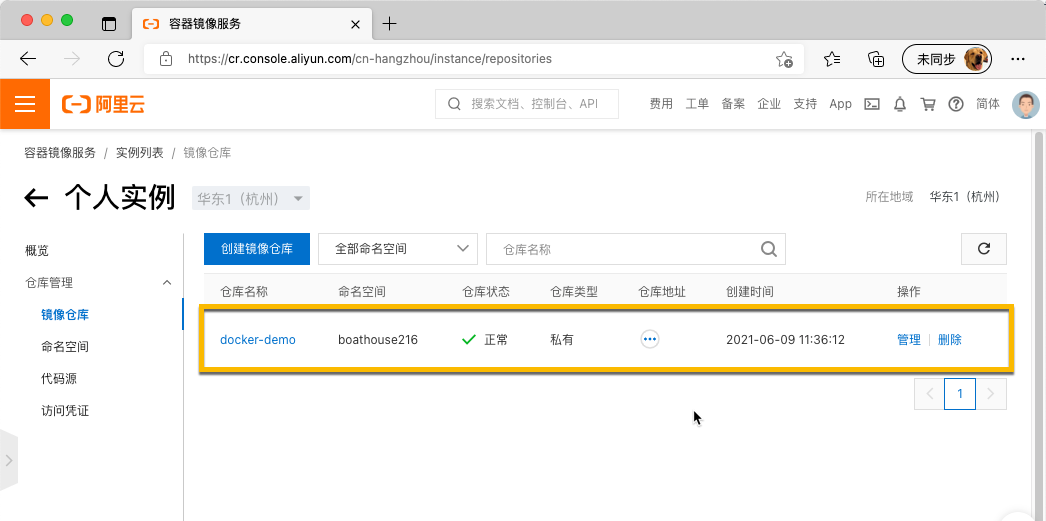 容器镜像服务
https://cr.console.aliyun.com/cn-hangzhou/instance/repositories
未同步
阿里云
搜索文档、控制台、API
费用 工单 备案 企业 支持 App 简体
容器镜像服务 / 实例列表 / 镜像仓库
个人实例 华东1（杭州）
所在地域 华东1（杭州）
概览
仓库管理
镜像仓库
命名空间
代码源
访问凭证
创建镜像仓库 全部命名空间 仓库名称
仓库名称 命名空间 仓库状态 仓库类型 仓库地址 创建时间 操作
docker-demo boathouse216 正常 私有 2021-06-09 11:36:12 管理 | 删除
1